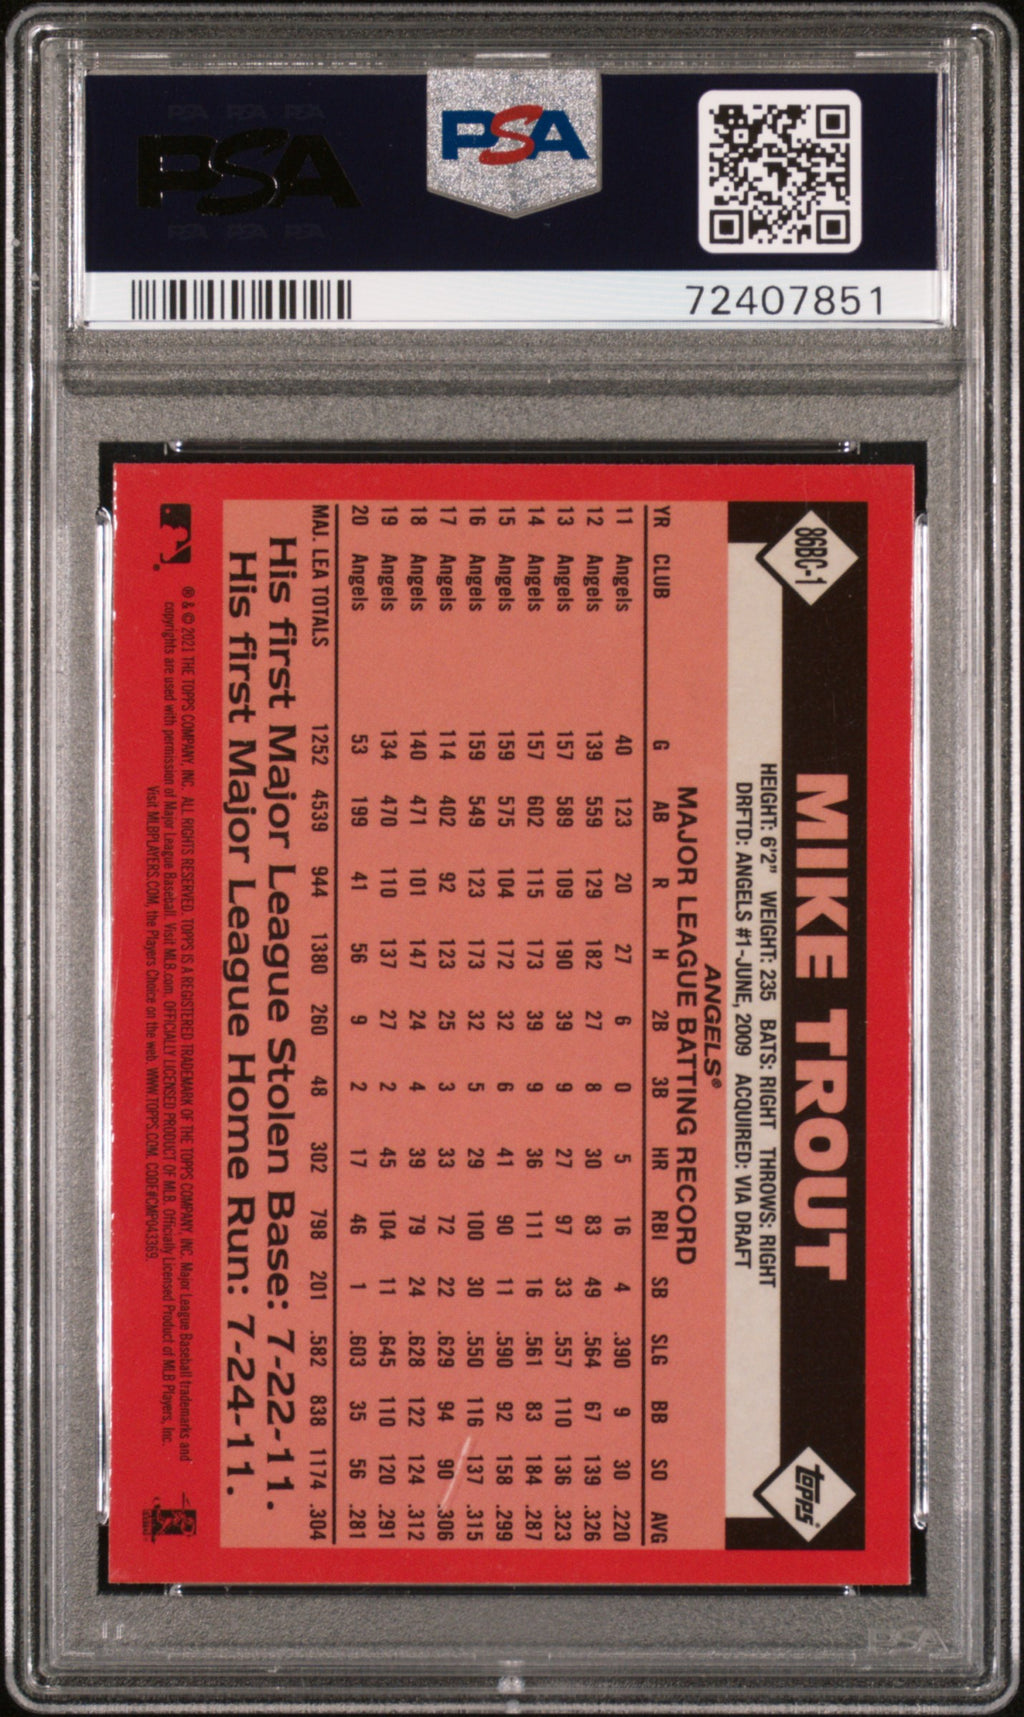 PSA PSA PSA
PSA
PSA PSA PSA
PSA
72407851
86BC-1
MIKE TROUT
topps®
HEIGHT: 6'2" WEIGHT: 235 BATS: RIGHT THROWS: RIGHT
DRFTD: ANGELS #1-JUNE, 2009 ACQUIRED: VIA DRAFT
ANGELS®
MAJOR LEAGUE BATTING RECORD
YR CLUB G AB R H 2B 3B HR RBI SB SLG BB SO AVG
11 Angels 40 123 20 27 6 0 5 16 4 .390 9 30 .220
12 Angels 139 559 129 182 27 8 30 83 49 .564 67 139 .326
13 Angels 157 589 109 190 39 9 27 97 33 .557 110 136 .323
14 Angels 157 602 115 173 39 9 36 111 16 .561 83 184 .287
15 Angels 159 575 104 172 32 6 41 90 11 .590 92 158 .299
16 Angels 159 549 123 173 32 5 29 100 30 .550 116 137 .315
17 Angels 114 402 92 123 25 3 33 72 22 .629 94 90 .306
18 Angels 140 471 101 147 24 4 39 79 24 .628 122 124 .312
19 Angels 134 470 110 137 27 2 45 104 11 .645 110 120 .291
20 Angels 53 199 41 56 9 2 17 46 1 .603 35 56 .281
MAJ. LEA TOTALS 1252 4539 944 1380 260 48 302 798 201 .582 838 1174 .304
His first Major League Stolen Base: 7-22-11.
His first Major League Home Run: 7-24-11.
® & © 2021 THE TOPPS COMPANY, INC. ALL RIGHTS RESERVED. TOPPS IS A REGISTERED TRADEMARK OF THE TOPPS COMPANY, INC. Major League Baseball trademarks and
copyrights are used with permission of Major League Baseball. Visit MLB.com. OFFICIALLY LICENSED PRODUCT OF MLB. Officially Licensed Product of MLB Players, Inc.
Visit MLBPLAYERS.COM, the Players Choice on the web. WWW.TOPPS.COM. CODE#CMP043369.
PSA